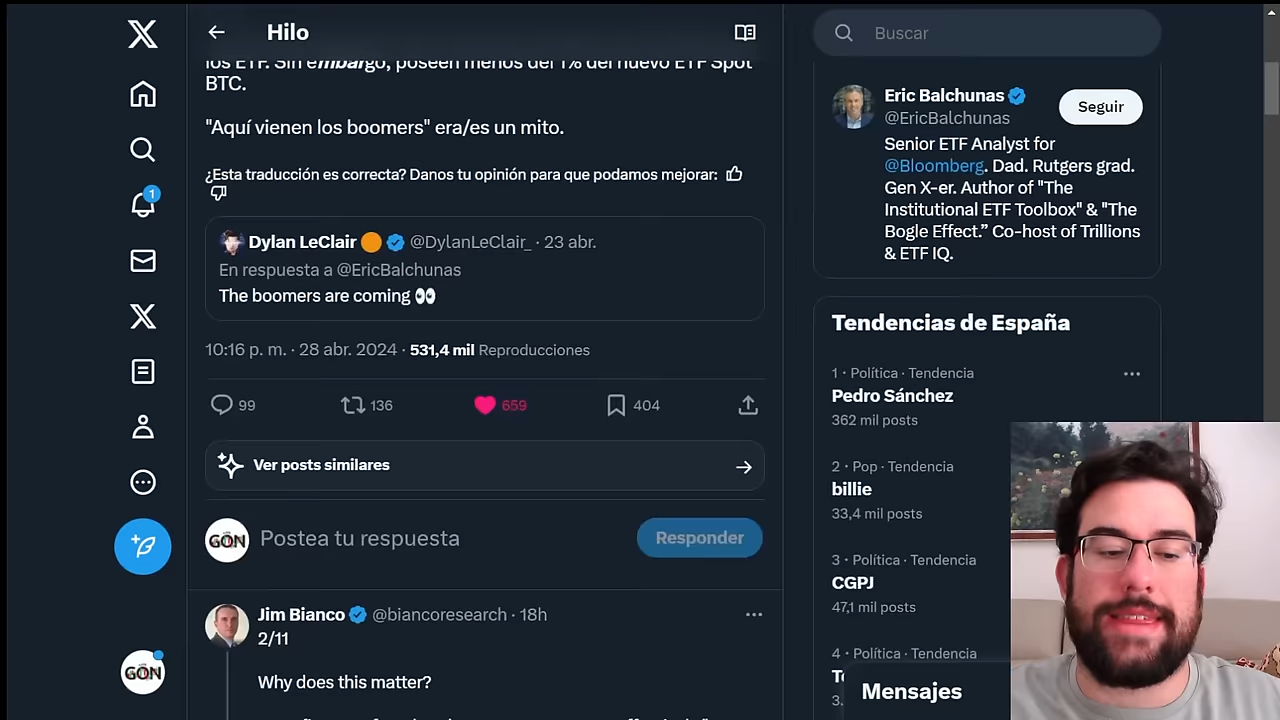 Hilo
los ETF. Sin embargo, poseen menos del 1% del nuevo ETF Spot
BTC.
"Aquí vienen los boomers" era/es un mito.
¿Esta traducción es correcta? Danos tu opinión para que podamos mejorar:
Dylan LeClair @DylanLeClair_ · 23 abr.
En respuesta a @EricBalchunas
The boomers are coming 👀
10:16 p. m. · 28 abr. 2024 · 531,4 mil Reproducciones
99 136 659 404
Ver posts similares
GON Postea tu respuesta Responder
Jim Bianco @biancoresearch · 18h
2/11
Why does this matter?
1
GON
Buscar
Eric Balchunas
@EricBalchunas
Seguir
Senior ETF Analyst for
@Bloomberg. Dad. Rutgers grad.
Gen X-er. Author of "The
Institutional ETF Toolbox" & "The
Bogle Effect.” Co-host of Trillions
& ETF IQ.
Tendencias de España
1 · Política · Tendencia
Pedro Sánchez
362 mil posts
2 · Pop · Tendencia
billie
33,4 mil posts
3 · Política · Tendencia
CGPJ
47,1 mil posts
4 · Política · Tendencia
Mensajes